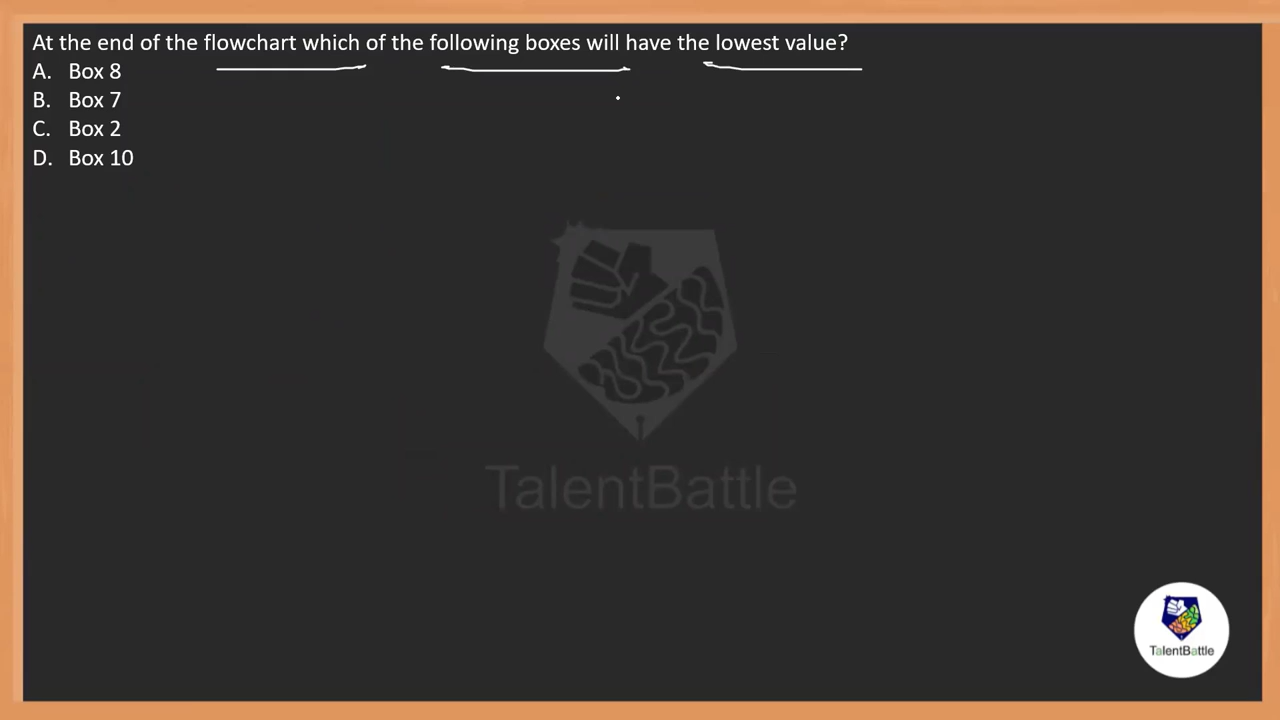 At the end of the flowchart which of the following boxes will have the lowest value?
A. Box 8
B. Box 7
C. Box 2
D. Box 10
TalentBattle
TalentBattle